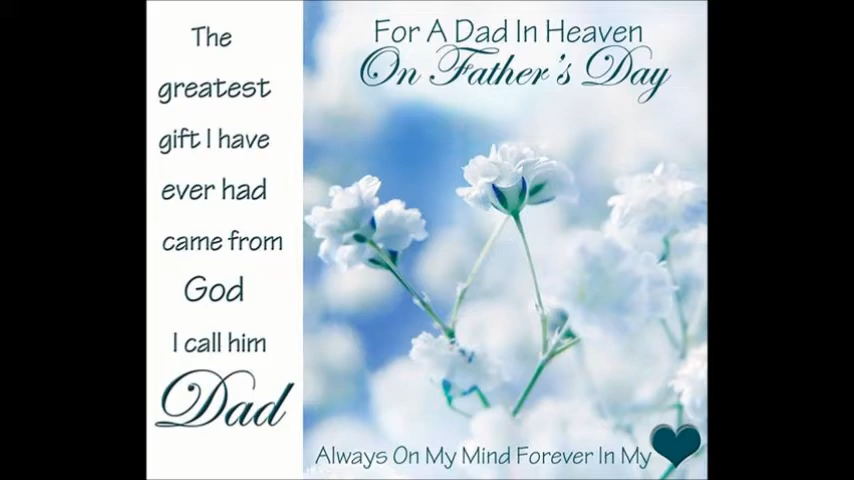 The
greatest
gift I have
ever had
came from
God
I call him
Dad
For A Dad In Heaven
On Father's Day
Always On My Mind Forever In My